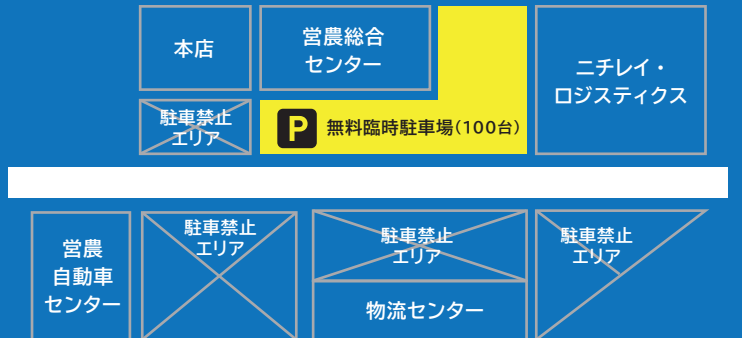 本店
営農総合
センター
ニチレイ・
ロジスティクス
駐車禁止
エリア
P 無料臨時駐車場(100台)
営農
自動車
センター
駐車禁止
エリア
駐車禁止
エリア
物流センター
駐車禁止
エリア